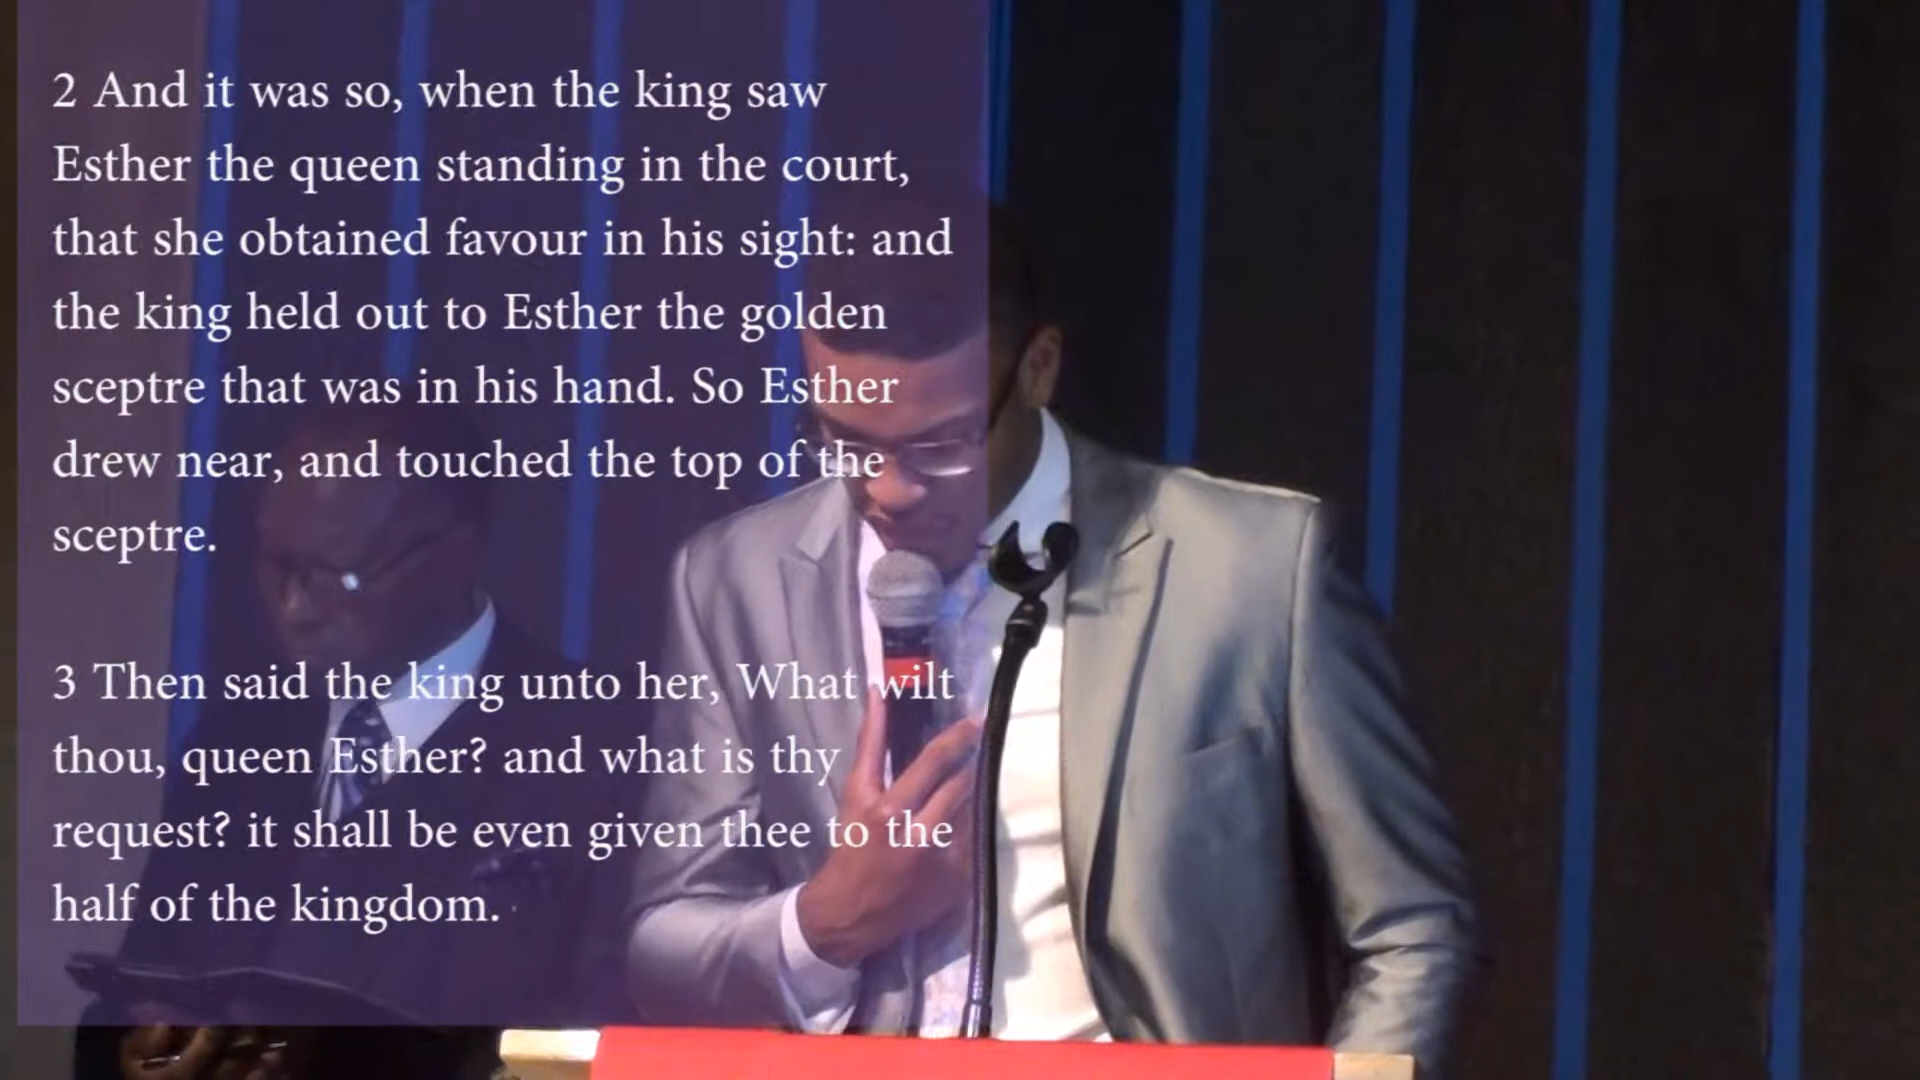 2 And it was so, when the king saw
Esther the queen standing in the court,
that she obtained favour in his sight: and
the king held out to Esther the golden
sceptre that was in his hand. So Esther
drew near, and touched the top of the
sceptre.
3 Then said the king unto her, What wilt
thou, queen Esther? and what is thy
request? it shall be even given thee to the
half of the kingdom.